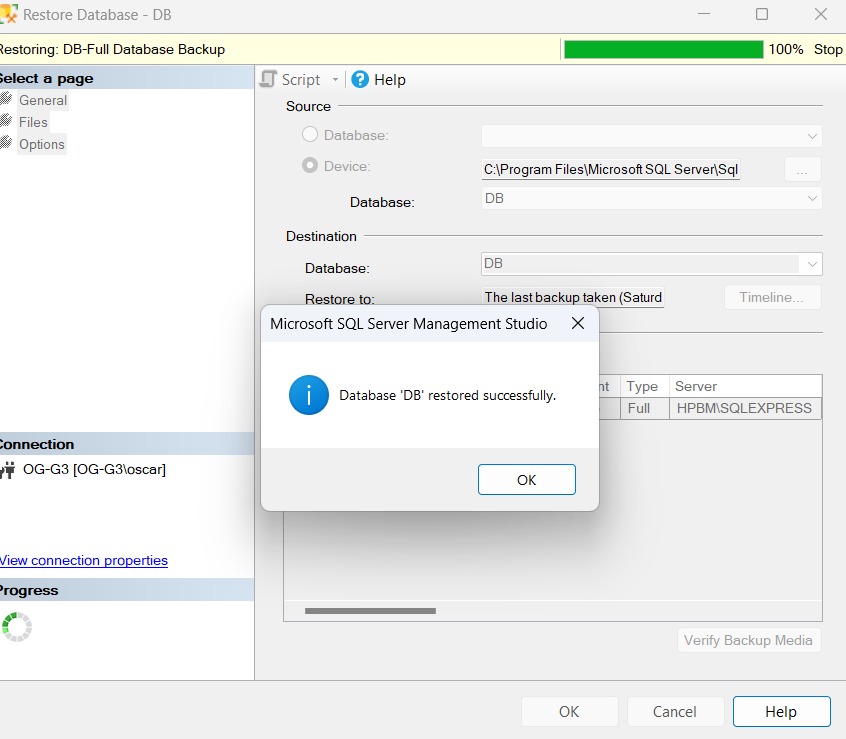 Restore Database - DB
Restoring: DB-Full Database Backup
100% Stop
Select a page
General
Files
Options
Script
Help
Source
Database:
Device:
C:\Program Files\Microsoft SQL Server\Sql
...
Database:
DB
Destination
Database:
DB
Restore to:
The last backup taken (Saturd
Timeline...
Microsoft SQL Server Management Studio
Database 'DB' restored successfully.
OK
nt Type Server
Full HPBM\SQLEXPRESS
Connection
OG-G3 [OG-G3\oscar]
View connection properties
Progress
Verify Backup Media
OK Cancel Help